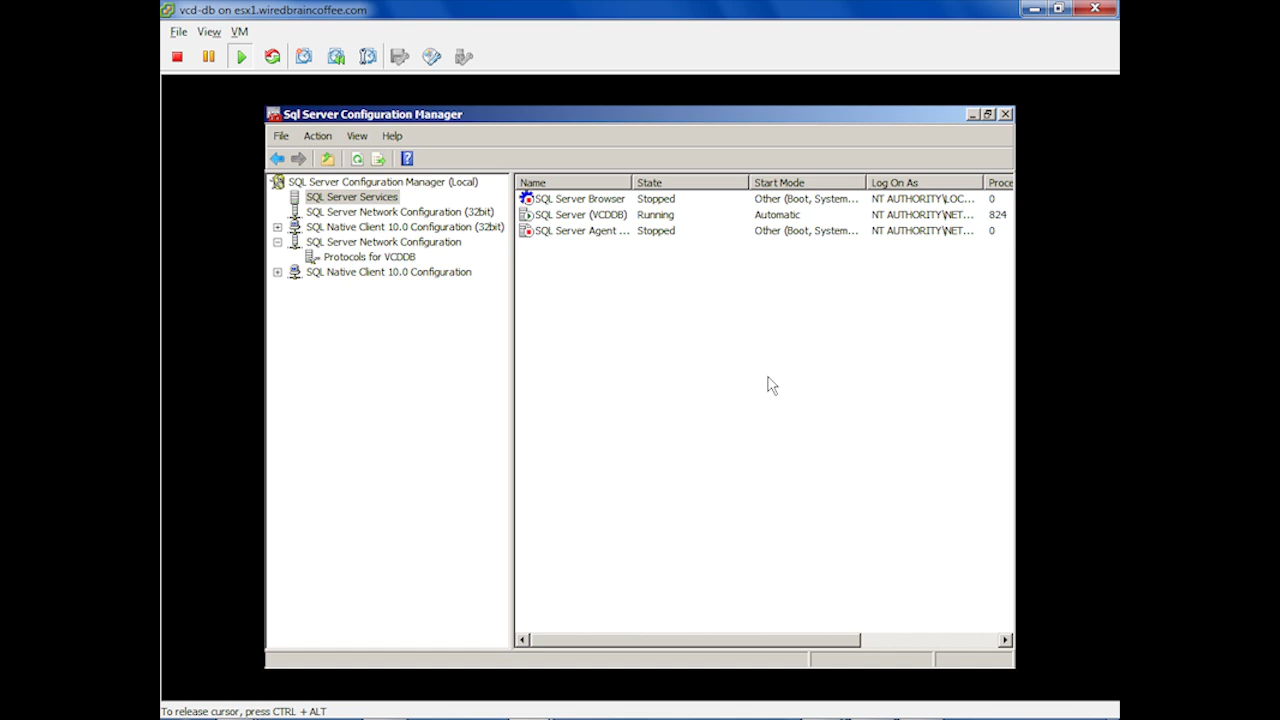 vcd-db on esx1.wiredbraincoffee.com
File View VM
Sql Server Configuration Manager
File Action View Help
SQL Server Configuration Manager (Local)
SQL Server Services
SQL Server Network Configuration (32bit)
SQL Native Client 10.0 Configuration (32bit)
SQL Server Network Configuration
Protocols for VCDDB
SQL Native Client 10.0 Configuration
Name State Start Mode Log On As Proce
SQL Server Browser Stopped Other (Boot, System... NT AUTHORITY\LOC... 0
SQL Server (VCDDB) Running Automatic NT AUTHORITY\NET... 824
SQL Server Agent ... Stopped Other (Boot, System... NT AUTHORITY\NET... 0
To release cursor, press CTRL + ALT